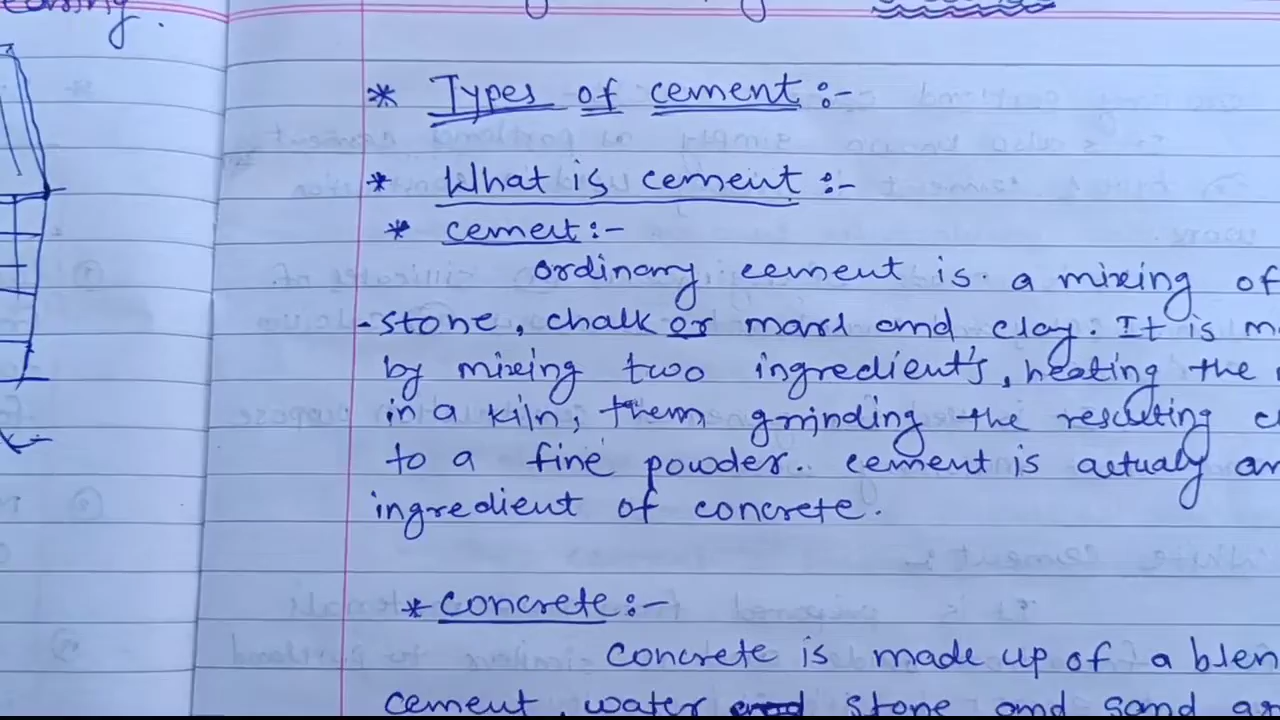 * Types of cement :-
* What is cement :-
* cement :-
ordinary cement is a mixing of
-stone, chalk or marl and clay. It is m
by mixing two ingredient's, heating the
in a kiln, then grinding the resulting c
to a fine powder. cement is actualy an
ingredient of concrete.
* concrete :-
concrete is made up of a blen
cement, water stone and sand ar